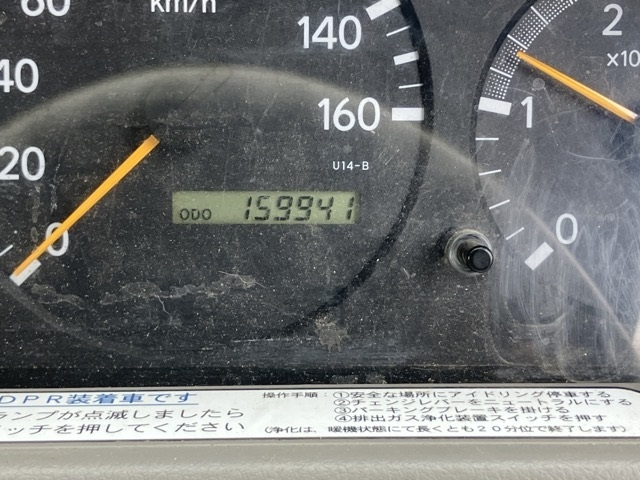 60
km/h
40
20
0
140
160
U14-B
ODO 159941
2
x10
1
0
DPR装着車です
ランプが点滅しましたら
イッチを押してください
操作手順：①安全な場所にアイドリング停車する
②チェンジレバーをニュートラルにする
③パーキングブレーキを掛ける
④排出ガス浄化装置スイッチを押す
（浄化は、暖機状態にて長くとも２０分位で終了します）